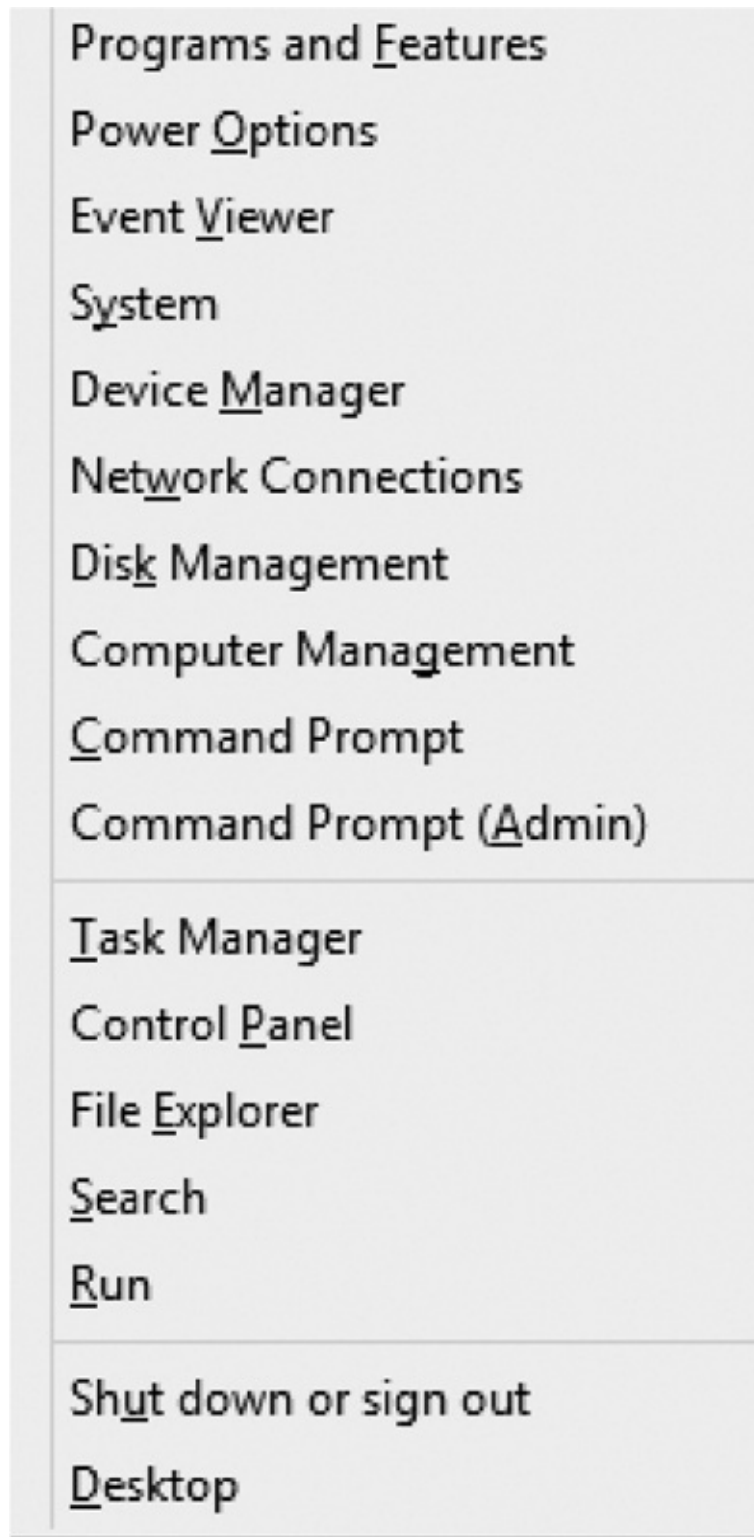 Programs and Features
Power Options
Event Viewer
System
Device Manager
Network Connections
Disk Management
Computer Management
Command Prompt
Command Prompt (Admin)
Task Manager
Control Panel
File Explorer
Search
Run
Shut down or sign out
Desktop